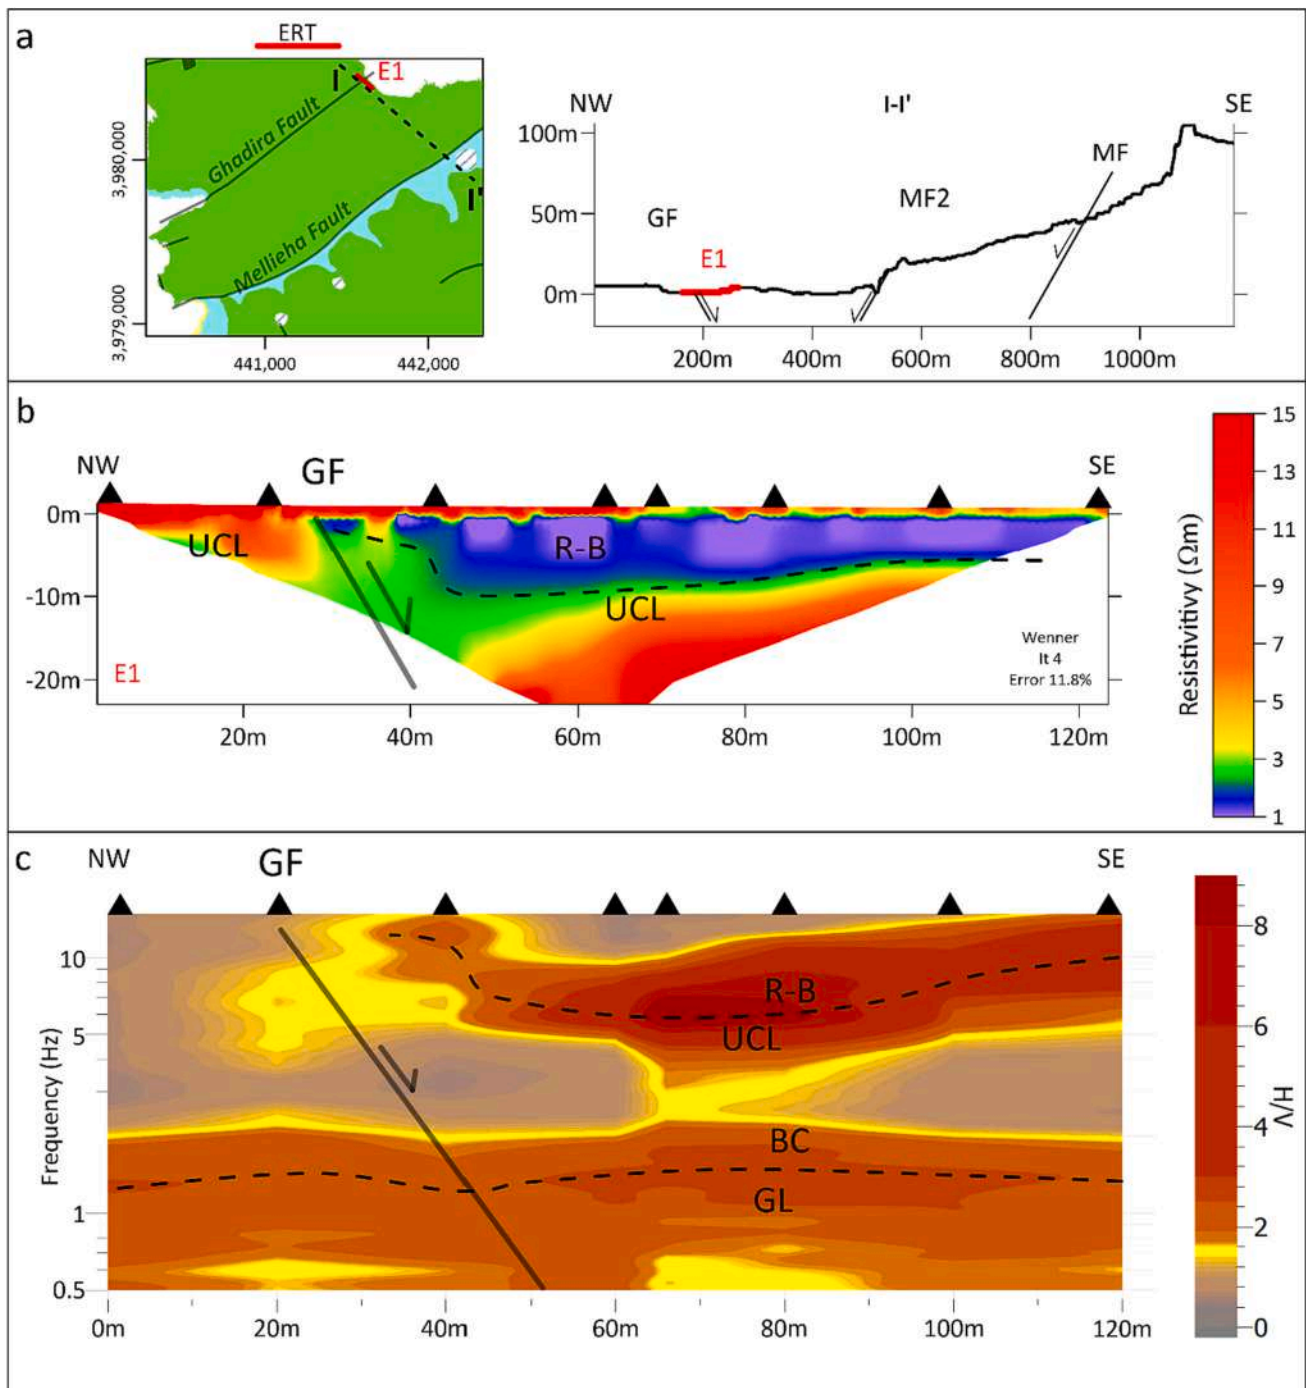 a
ERT
I
E1
Ghadira Fault
Mellieha Fault
I'
3,980,000
3,979,000
441,000
442,000
NW
I-I'
SE
100m
50m
0m
GF
E1
MF2
MF
200m
400m
600m
800m
1000m
b
NW
GF
SE
0m
-10m
-20m
UCL
R-B
UCL
E1
Wenner
It 4
Error 11.8%
20m
40m
60m
80m
100m
120m
Resistivity (Ωm)
15
13
11
9
7
5
3
1
c
NW
GF
SE
Frequency (Hz)
10
5
1
0.5
R-B
UCL
BC
GL
0m
20m
40m
60m
80m
100m
120m
H/V
8
6
4
2
0